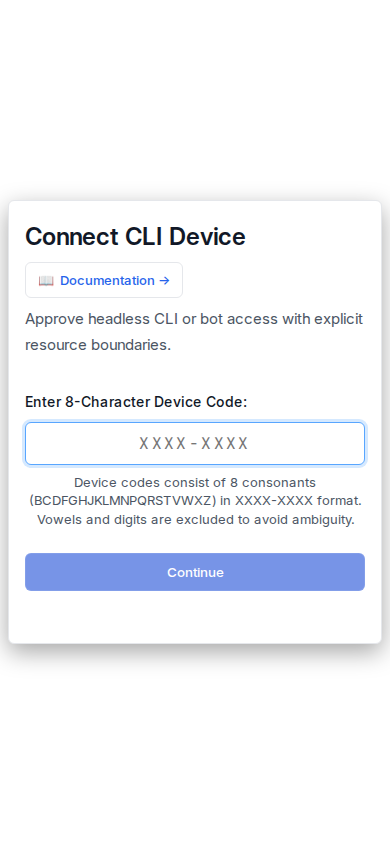 Connect CLI Device
📖 Documentation →
Approve headless CLI or bot access with explicit
resource boundaries.
Enter 8-Character Device Code:
XXXX-XXXX
Device codes consist of 8 consonants
(BCDFGHJKLMNPQRSTVWXZ) in XXXX-XXXX format.
Vowels and digits are excluded to avoid ambiguity.
Continue